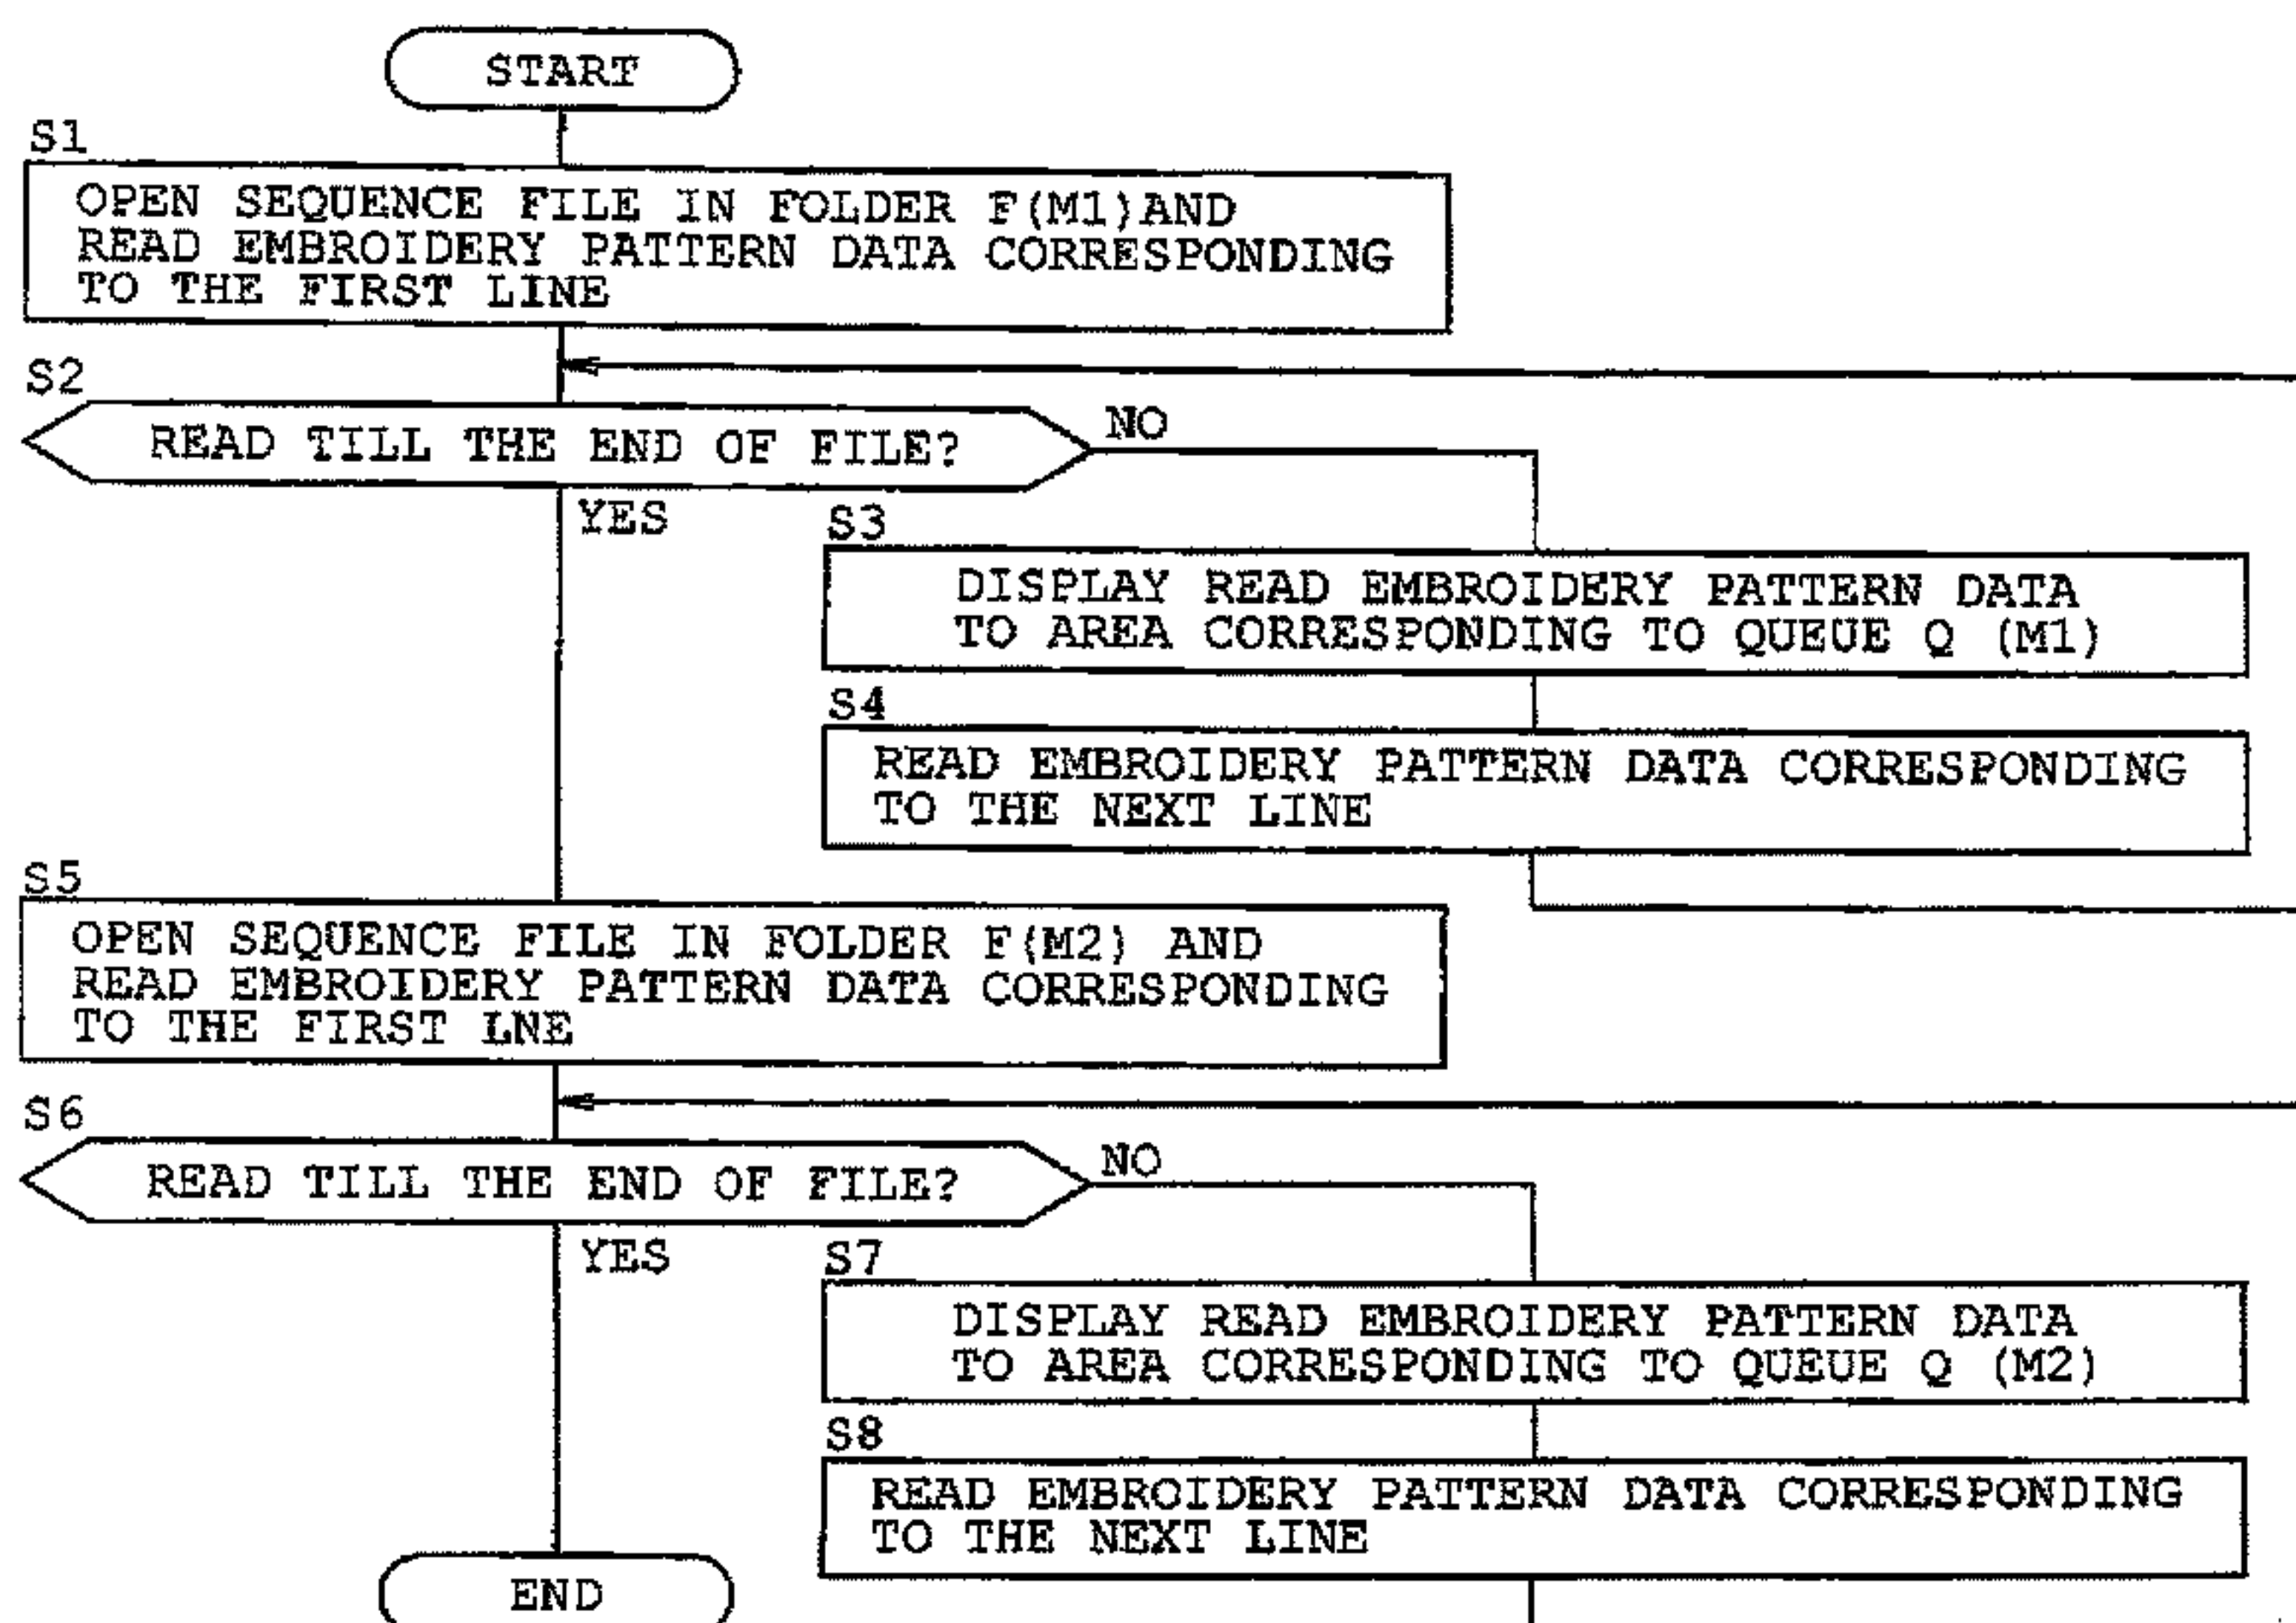 START
S1
OPEN SEQUENCE FILE IN FOLDER F(M1)AND
READ EMBROIDERY PATTERN DATA CORRESPONDING
TO THE FIRST LINE
S2
READ TILL THE END OF FILE?
NO
YES
S3
DISPLAY READ EMBROIDERY PATTERN DATA
TO AREA CORRESPONDING TO QUEUE Q (M1)
S4
READ EMBROIDERY PATTERN DATA CORRESPONDING
TO THE NEXT LINE
S5
OPEN SEQUENCE FILE IN FOLDER F(M2) AND
READ EMBROIDERY PATTERN DATA CORRESPONDING
TO THE FIRST LNE
S6
READ TILL THE END OF FILE?
NO
YES
S7
DISPLAY READ EMBROIDERY PATTERN DATA
TO AREA CORRESPONDING TO QUEUE Q (M2)
S8
READ EMBROIDERY PATTERN DATA CORRESPONDING
TO THE NEXT LINE
END